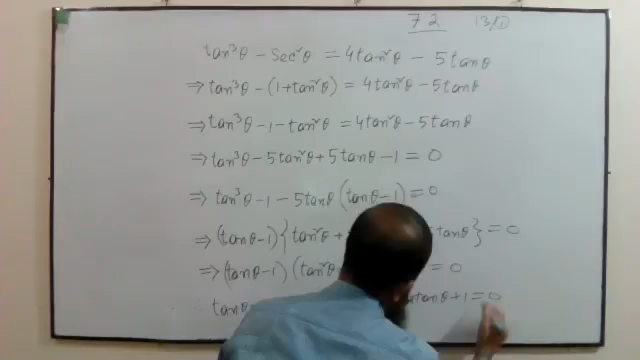 72 13/
tan³θ - sec²θ = 4tan²θ - 5tanθ
⇒ tan³θ - (1+tan²θ) = 4tan²θ - 5tanθ
⇒ tan³θ - 1 - tan²θ = 4tan²θ - 5tanθ
⇒ tan³θ - 5tan²θ + 5tanθ - 1 = 0
⇒ tan³θ - 1 - 5tanθ (tanθ - 1) = 0
⇒ (tanθ - 1) { tan²θ + tanθ } = 0
⇒ (tanθ - 1) (tan²θ = 0
tanθ tanθ + 1 = 0